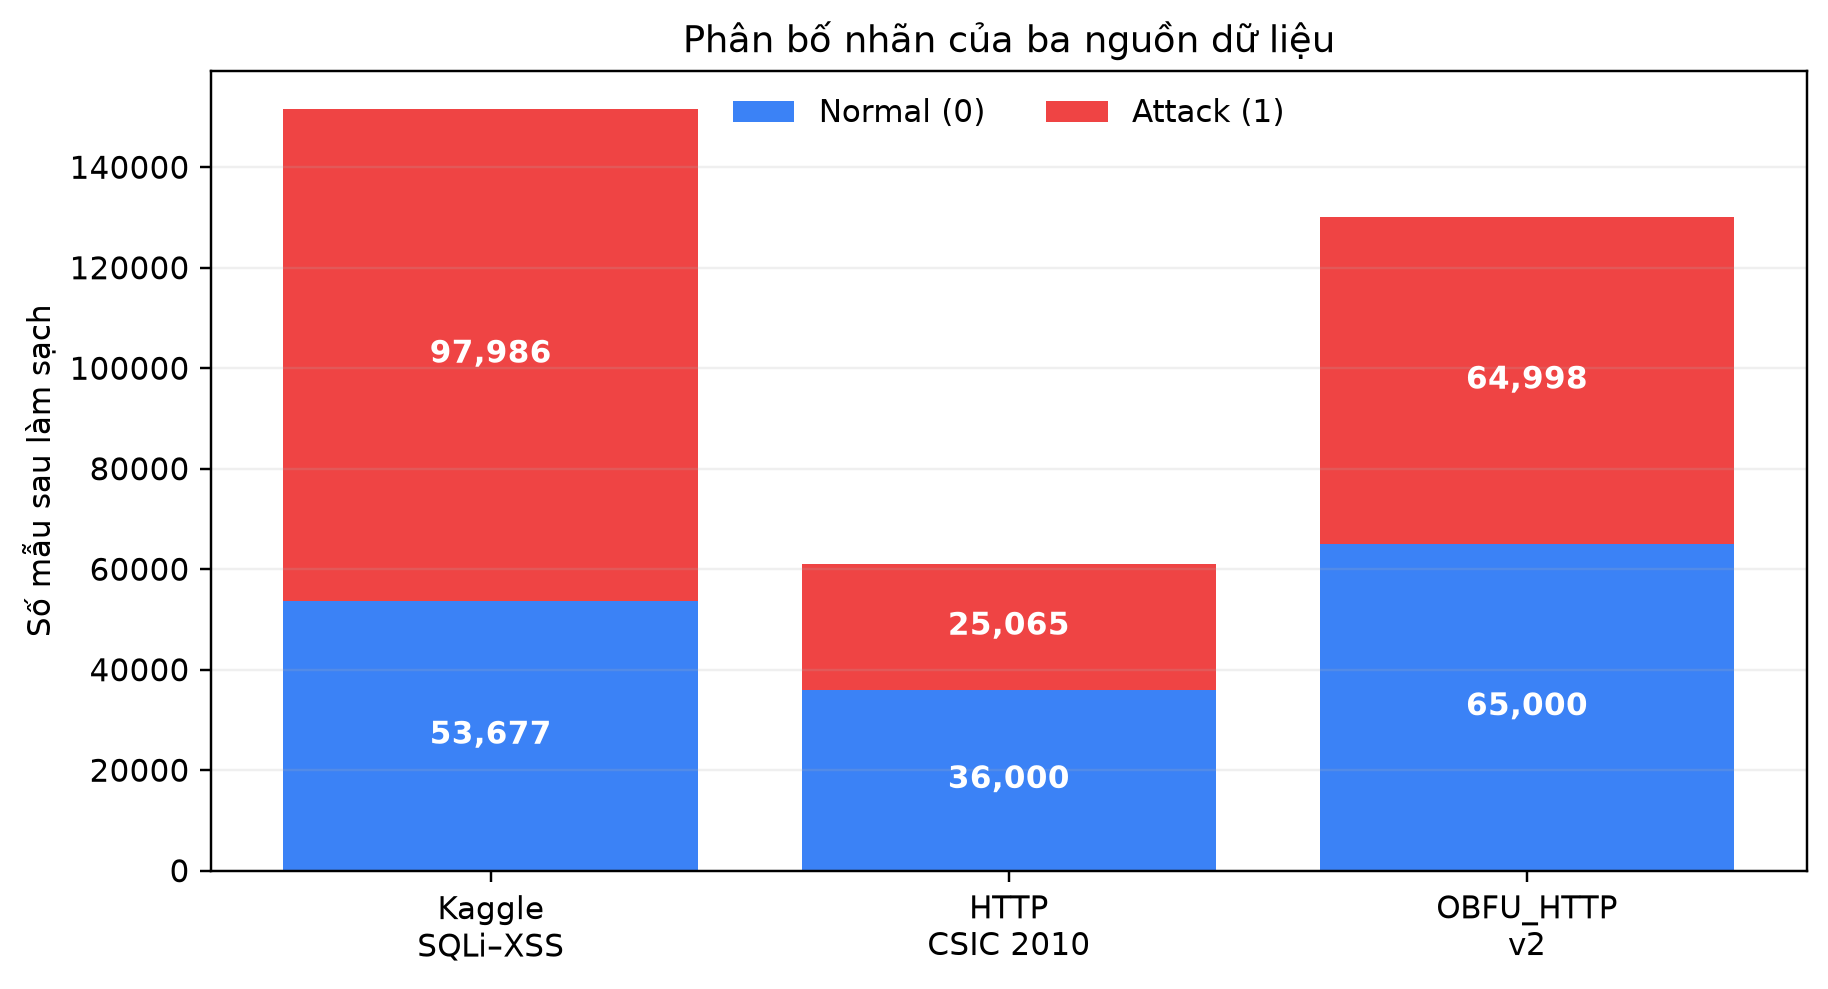 Phân bố nhãn của ba nguồn dữ liệu
Normal (0)
Attack (1)
Số mẫu sau làm sạch
140000
120000
100000
80000
60000
40000
20000
0
97,986
53,677
25,065
36,000
64,998
65,000
Kaggle
SQLi–XSS
HTTP
CSIC 2010
OBFU_HTTP
v2